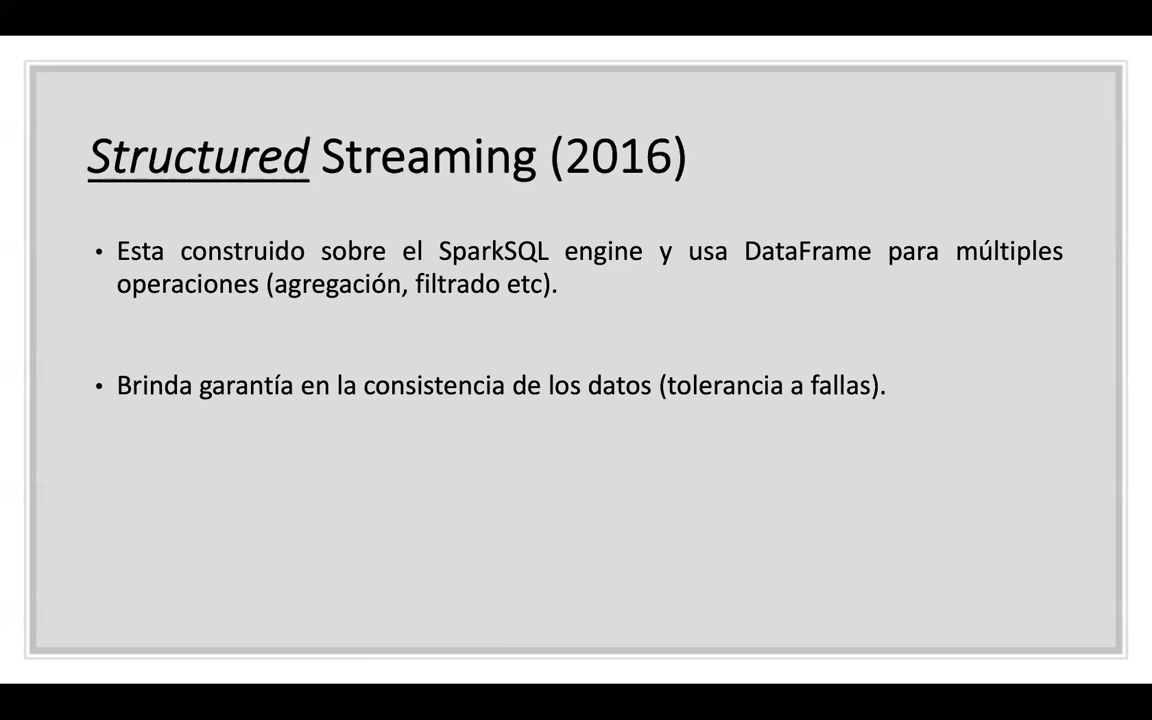 Structured Streaming (2016)
• Esta construido sobre el SparkSQL engine y usa DataFrame para múltiples
operaciones (agregación, filtrado etc).
• Brinda garantía en la consistencia de los datos (tolerancia a fallas).